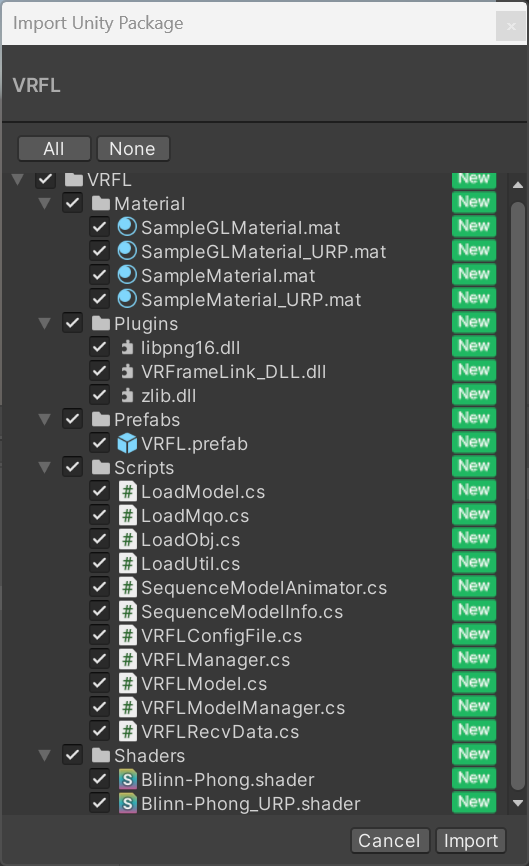 Import Unity Package
×
VRFL
All
None
VRFL New
Material New
SampleGLMaterial.mat New
SampleGLMaterial_URP.mat New
SampleMaterial.mat New
SampleMaterial_URP.mat New
Plugins New
libpng16.dll New
VRFrameLink_DLL.dll New
zlib.dll New
Prefabs New
VRFL.prefab New
Scripts New
# LoadModel.cs New
# LoadMqo.cs New
# LoadObj.cs New
# LoadUtil.cs New
# SequenceModelAnimator.cs New
# SequenceModelInfo.cs New
# VRFLConfigFile.cs New
# VRFLManager.cs New
# VRFLModel.cs New
# VRFLModelManager.cs New
# VRFLRecvData.cs New
Shaders New
S Blinn-Phong.shader New
S Blinn-Phong_URP.shader New
Cancel
Import